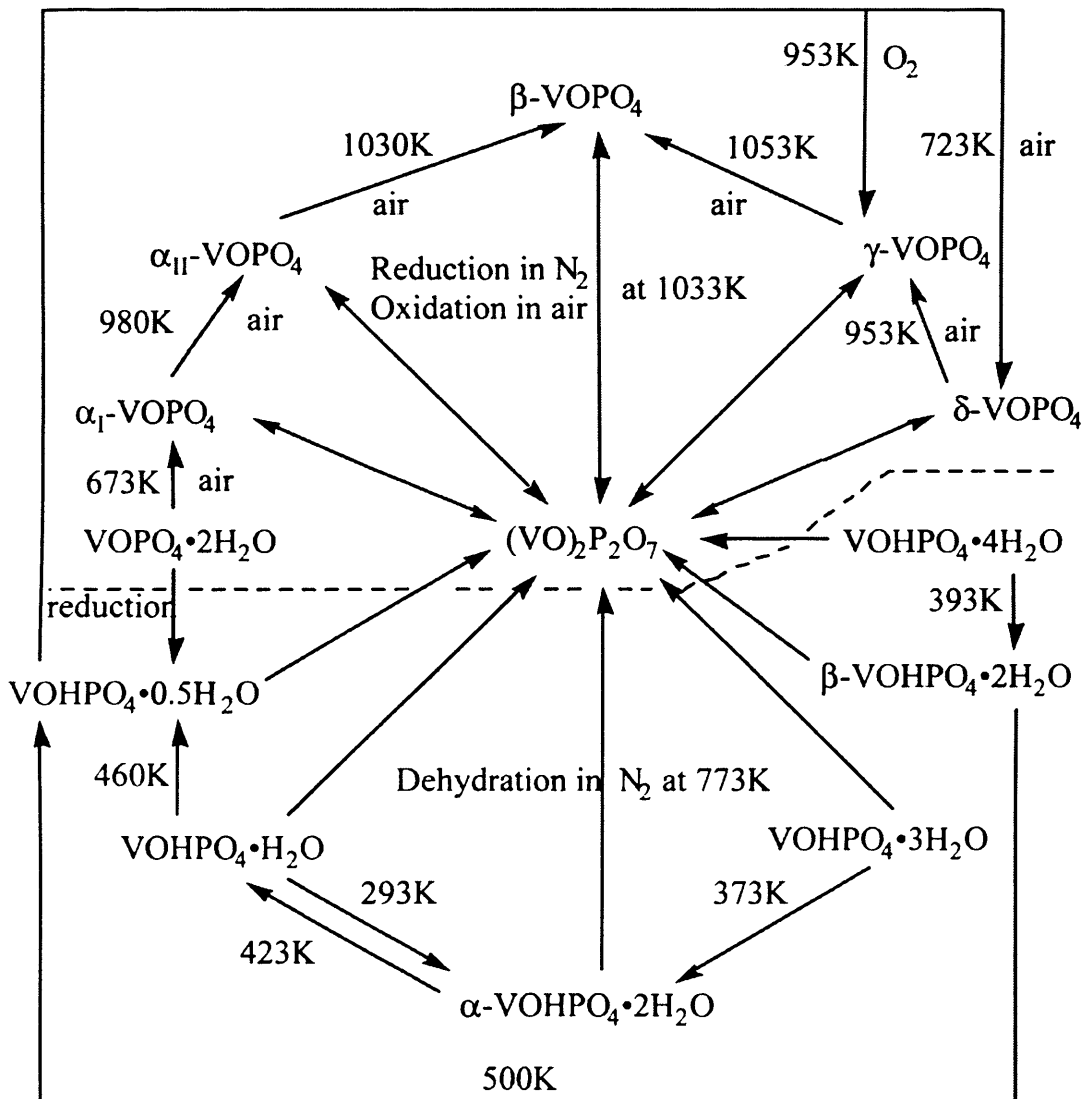 953K O₂
β-VOPO₄
1030K
1053K
723K air
air
air
α_II-VOPO₄
γ-VOPO₄
Reduction in N₂
Oxidation in air
at 1033K
980K air
953K air
α_I-VOPO₄
δ-VOPO₄
673K air
VOPO₄•2H₂O
(VO)₂P₂O₇
VOHPO₄•4H₂O
reduction
393K
VOHPO₄•0.5H₂O
β-VOHPO₄•2H₂O
460K
Dehydration in N₂ at 773K
VOHPO₄•H₂O
VOHPO₄•3H₂O
293K
373K
423K
α-VOHPO₄•2H₂O
500K